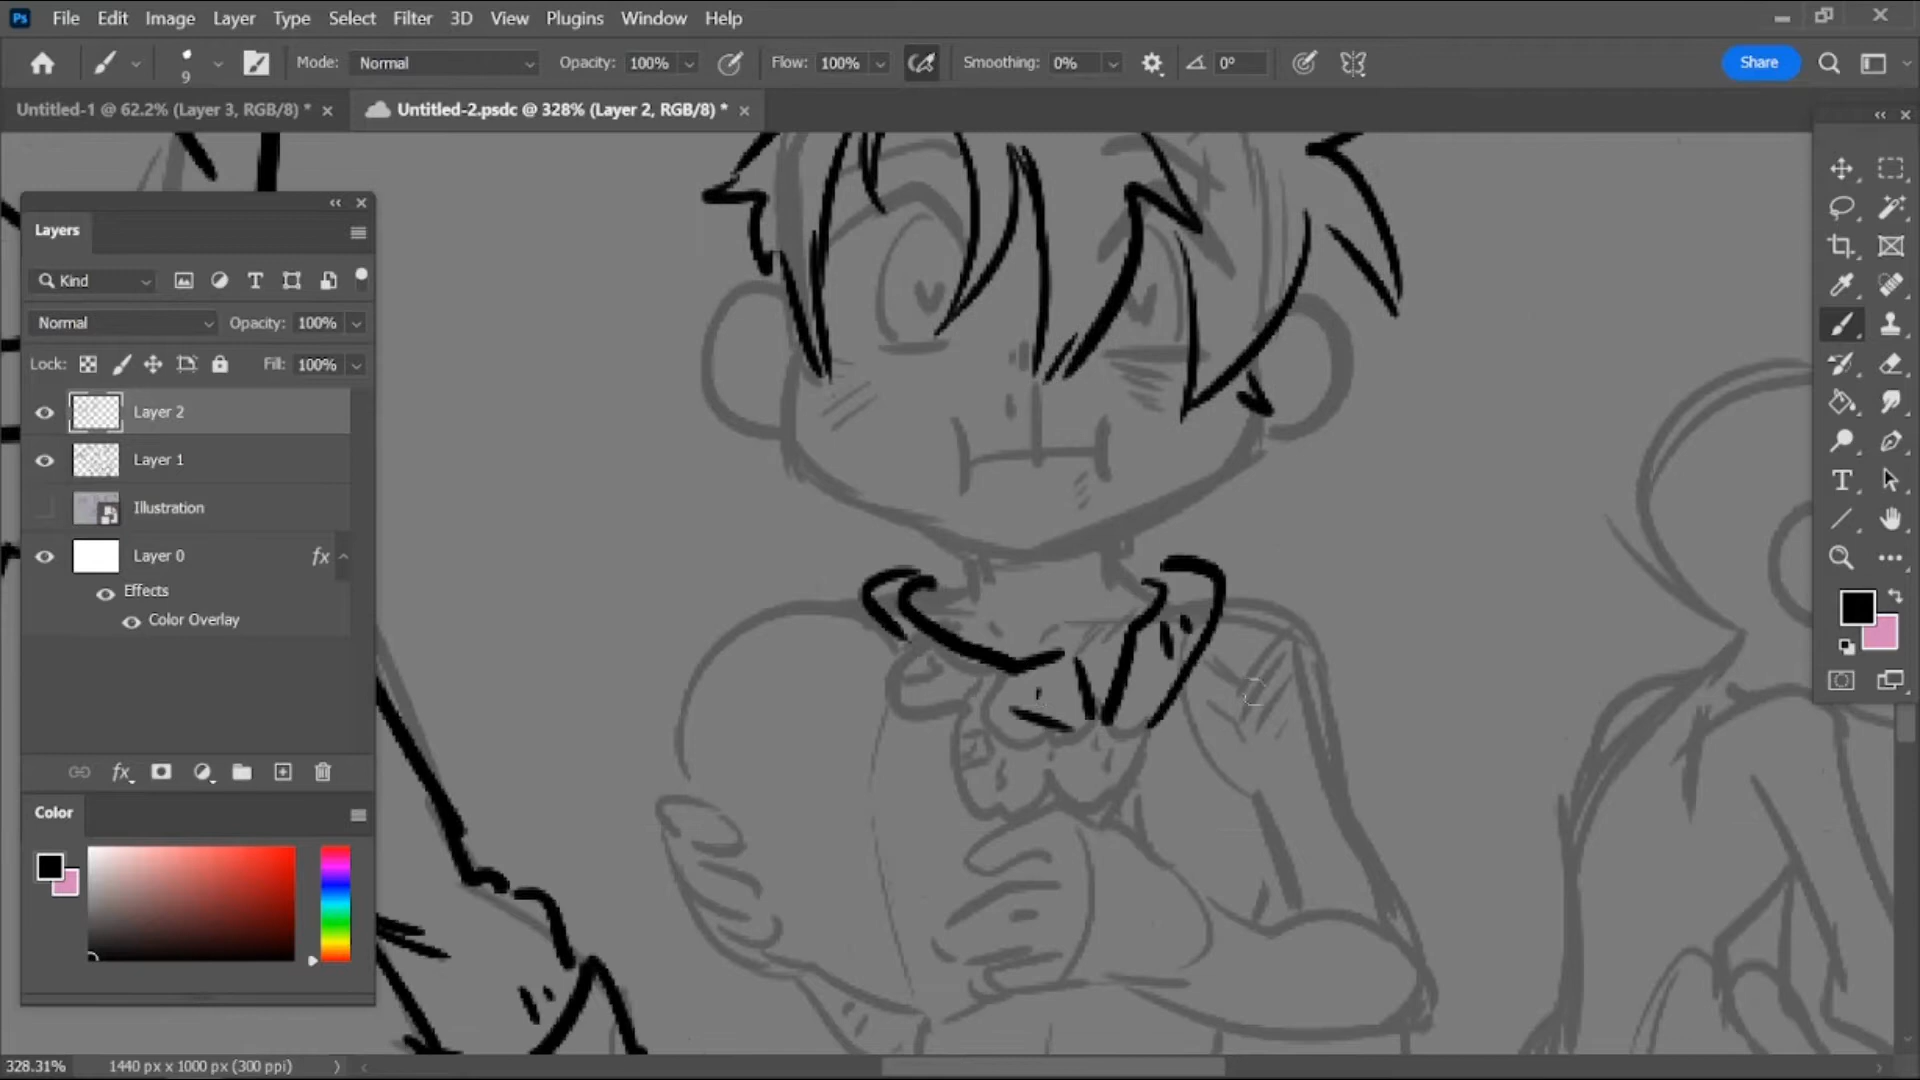 Ps File Edit Image Layer Select Filter 3D View Plugins Window Help
9 Mode: Normal Opacity: 100% Flow: 100% Smoothing: 0% 0° Share
Untitled-1 @ 62.2% (Layer 3, RGB/8) * Untitled-2.psdc @ 328% (Layer 2, RGB/8) *
Layers
Kind
Normal Opacity: 100%
Lock: Fill: 100%
Layer 2
Layer 1
Illustration
Layer 0 fx
Effects
Color Overlay
fx
Color
328.31% 1440 px x 1000 px (300 ppi)